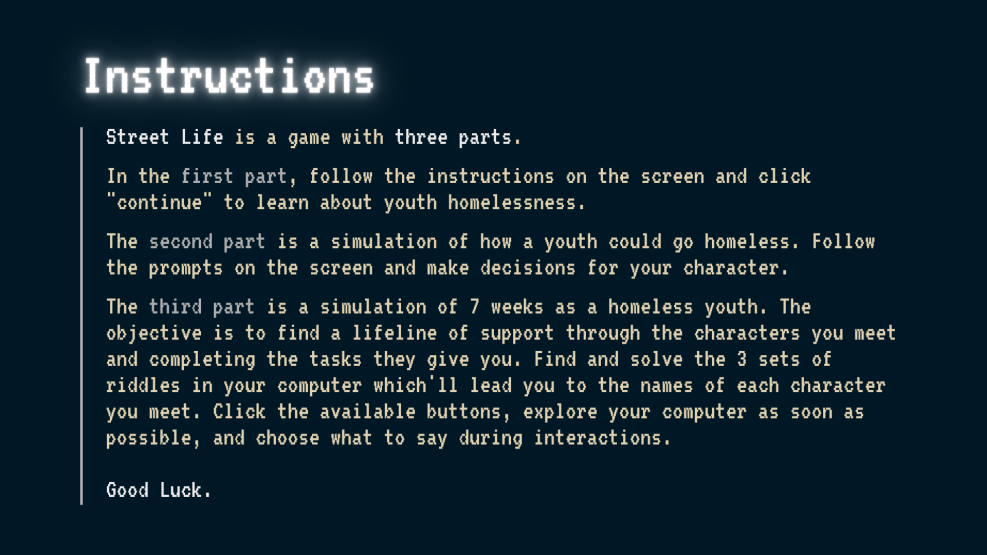 Instructions
Street Life is a game with three parts.
In the first part, follow the instructions on the screen and click
"continue" to learn about youth homelessness.
The second part is a simulation of how a youth could go homeless. Follow
the prompts on the screen and make decisions for your character.
The third part is a simulation of 7 weeks as a homeless youth. The
objective is to find a lifeline of support through the characters you meet
and completing the tasks they give you. Find and solve the 3 sets of
riddles in your computer which'll lead you to the names of each character
you meet. Click the available buttons, explore your computer as soon as
possible, and choose what to say during interactions.
Good Luck.